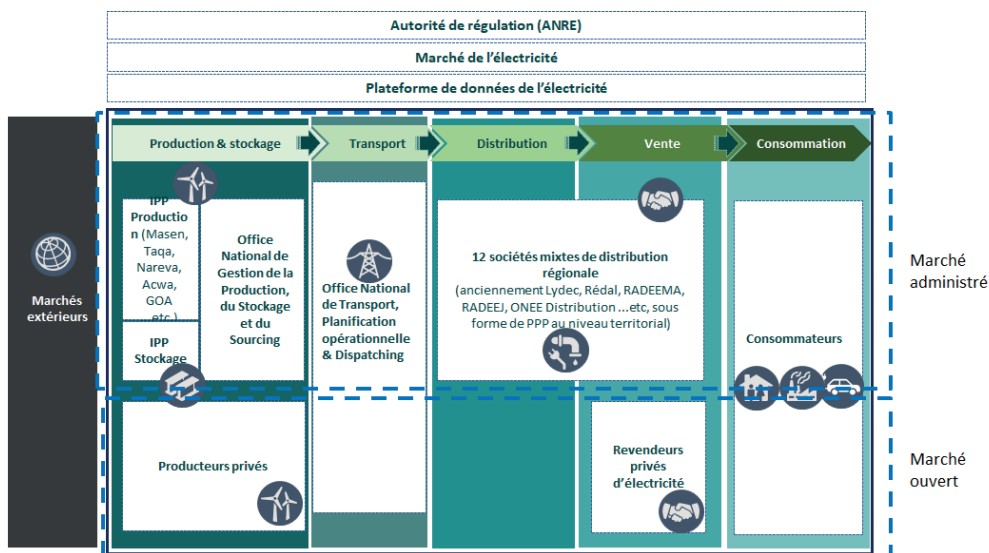 Autorité de régulation (ANRE)
Marché de l'électricité
Plateforme de données de l'électricité
Production & stockage
Transport
Distribution
Vente
Consommation
Marchés
extérieurs
IPP
Productio
n (Masen,
Taqa,
Nareva,
Acwa,
GOA
...etc.)
IPP
Stockage
Office
National de
Gestion de la
Production,
du Stockage
et du
Sourcing
Office National
de Transport,
Planification
opérationnelle
& Dispatching
12 sociétés mixtes de distribution
régionale
(anciennement Lydec, Rédal, RADEEMA,
RADEEJ, ONEE Distribution ...etc, sous
forme de PPP au niveau territorial)
Consommateurs
Marché
administré
Producteurs privés
Revendeurs
privés
d'électricité
Marché
ouvert